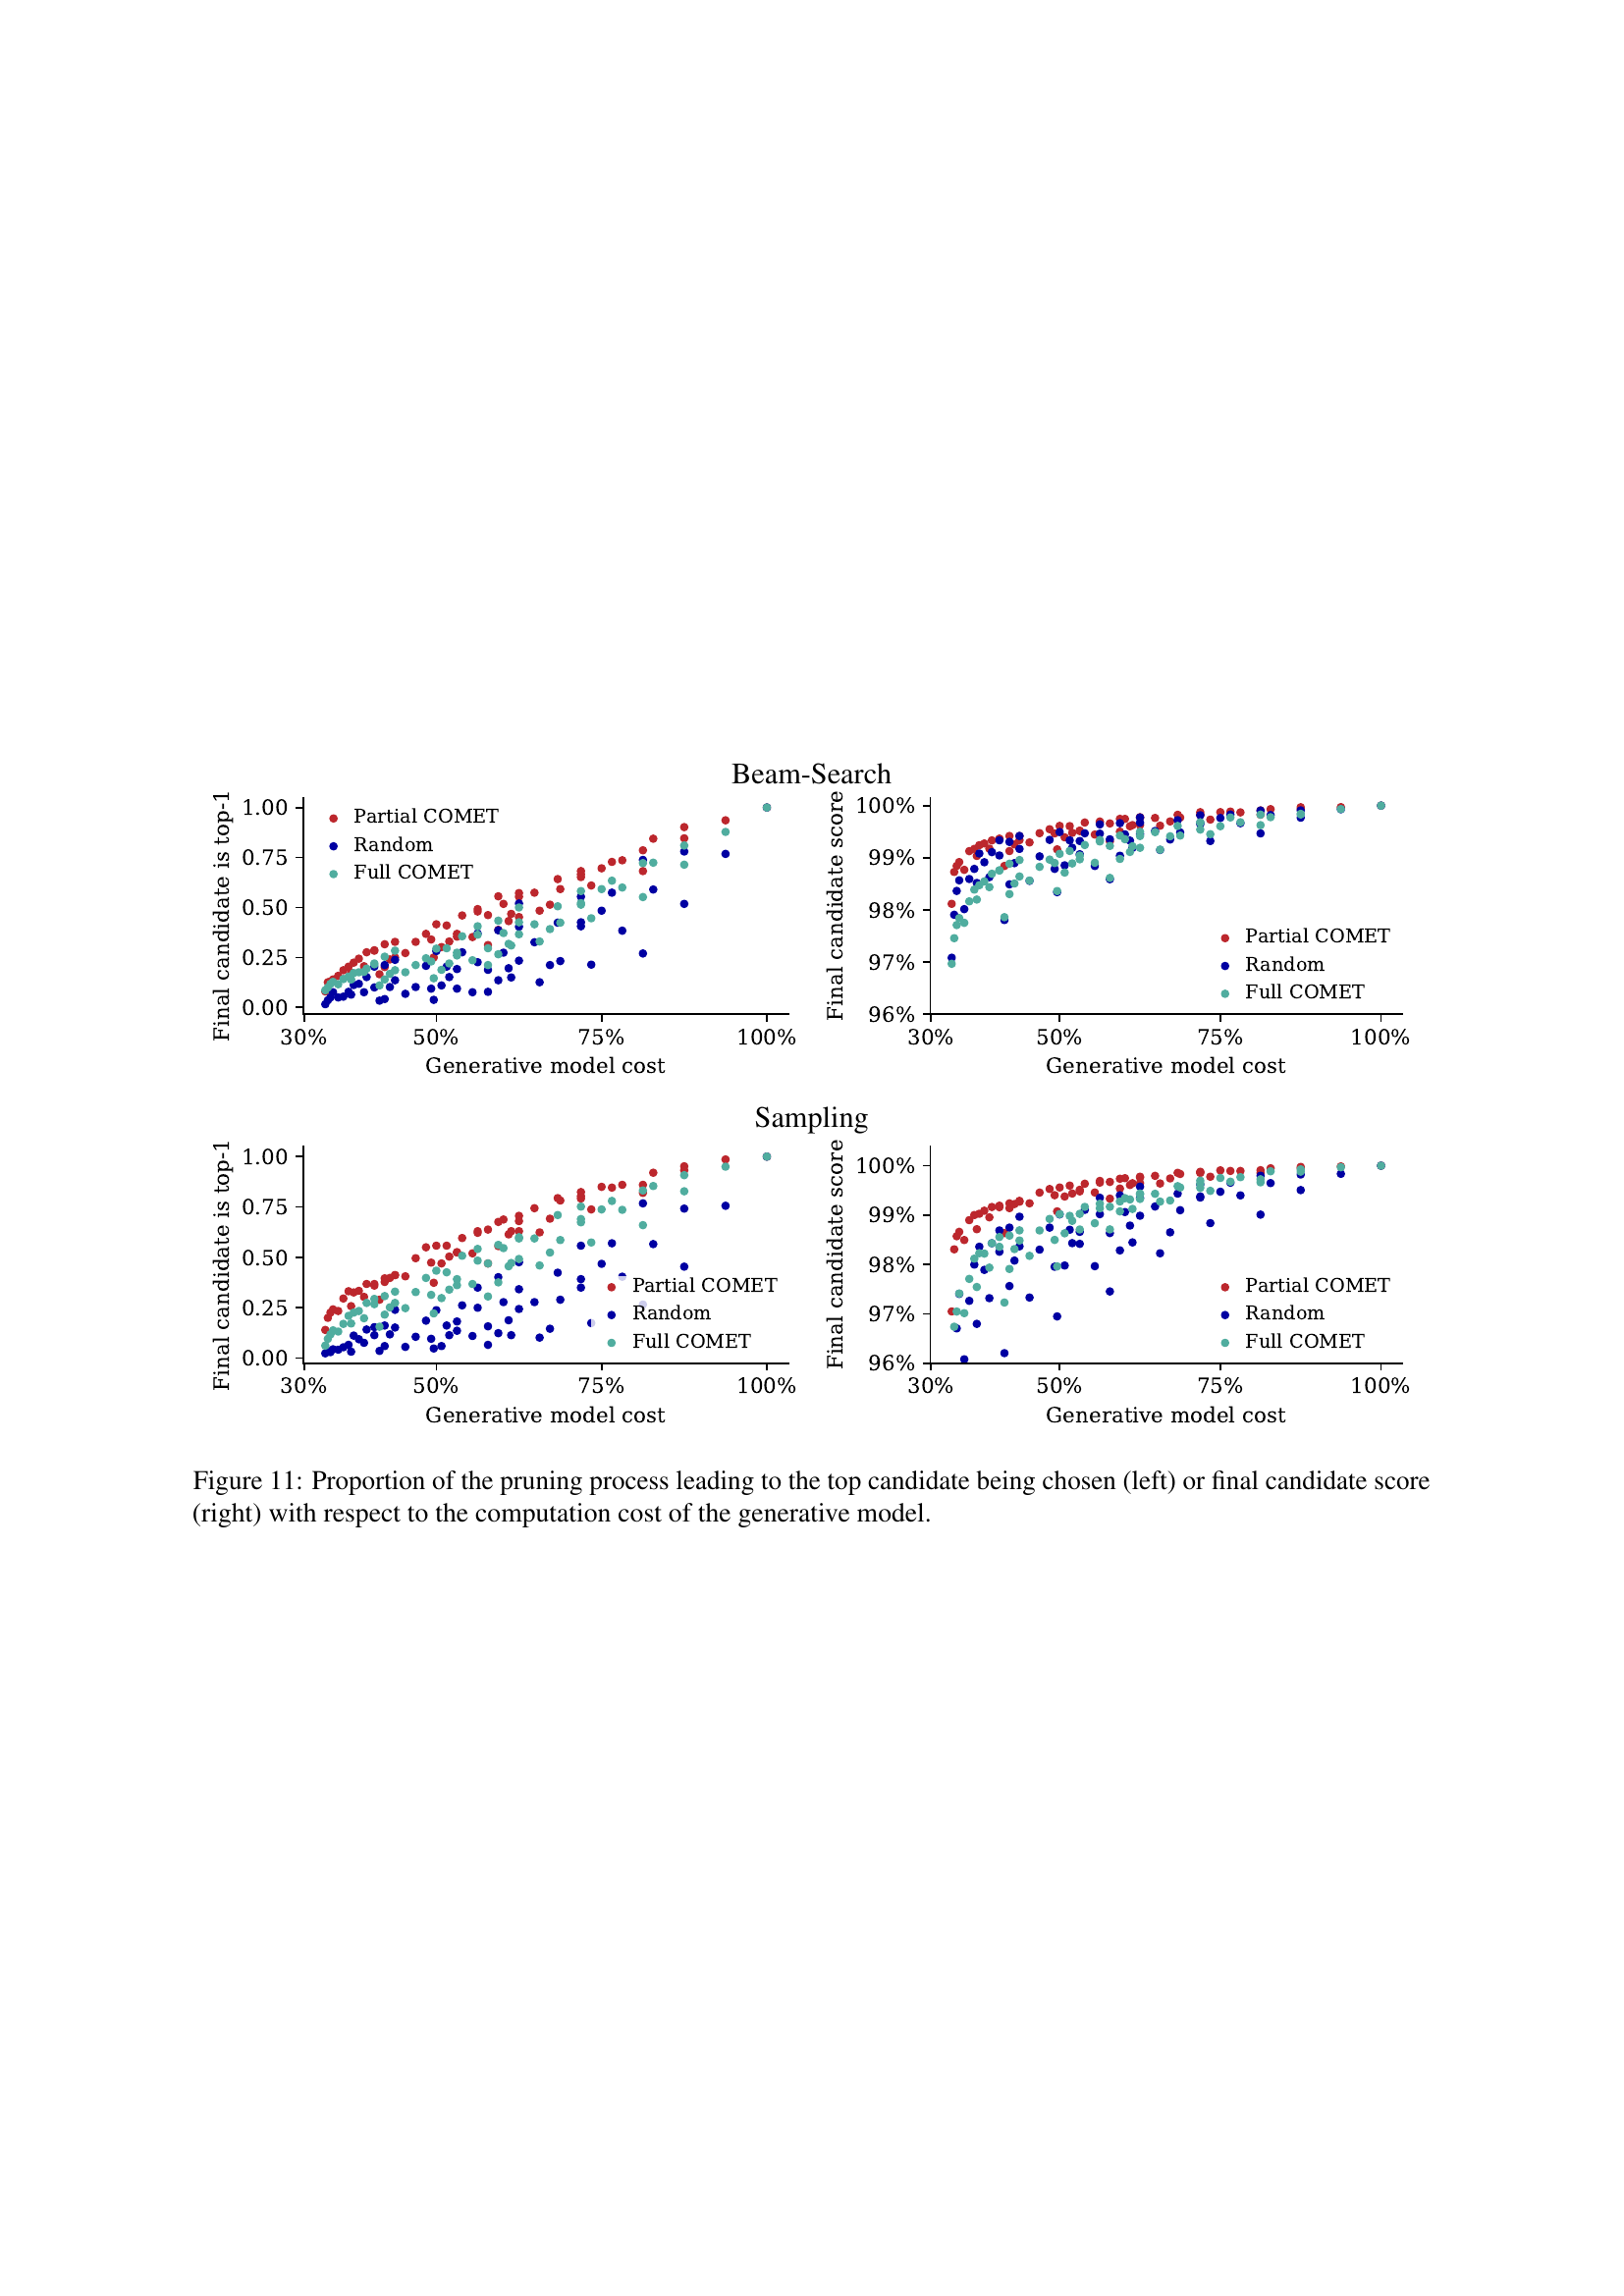 Beam-Search
Final candidate is top-1
1.00
0.75
0.50
0.25
0.00
Partial COMET
Random
Full COMET
30% 50% 75% 100%
Generative model cost
Final candidate score
100%
99%
98%
97%
96%
Partial COMET
Random
Full COMET
30% 50% 75% 100%
Generative model cost
Sampling
Final candidate is top-1
1.00
0.75
0.50
0.25
0.00
Partial COMET
Random
Full COMET
30% 50% 75% 100%
Generative model cost
Final candidate score
100%
99%
98%
97%
96%
Partial COMET
Random
Full COMET
30% 50% 75% 100%
Generative model cost
Figure 11: Proportion of the pruning process leading to the top candidate being chosen (left) or final candidate score
(right) with respect to the computation cost of the generative model.